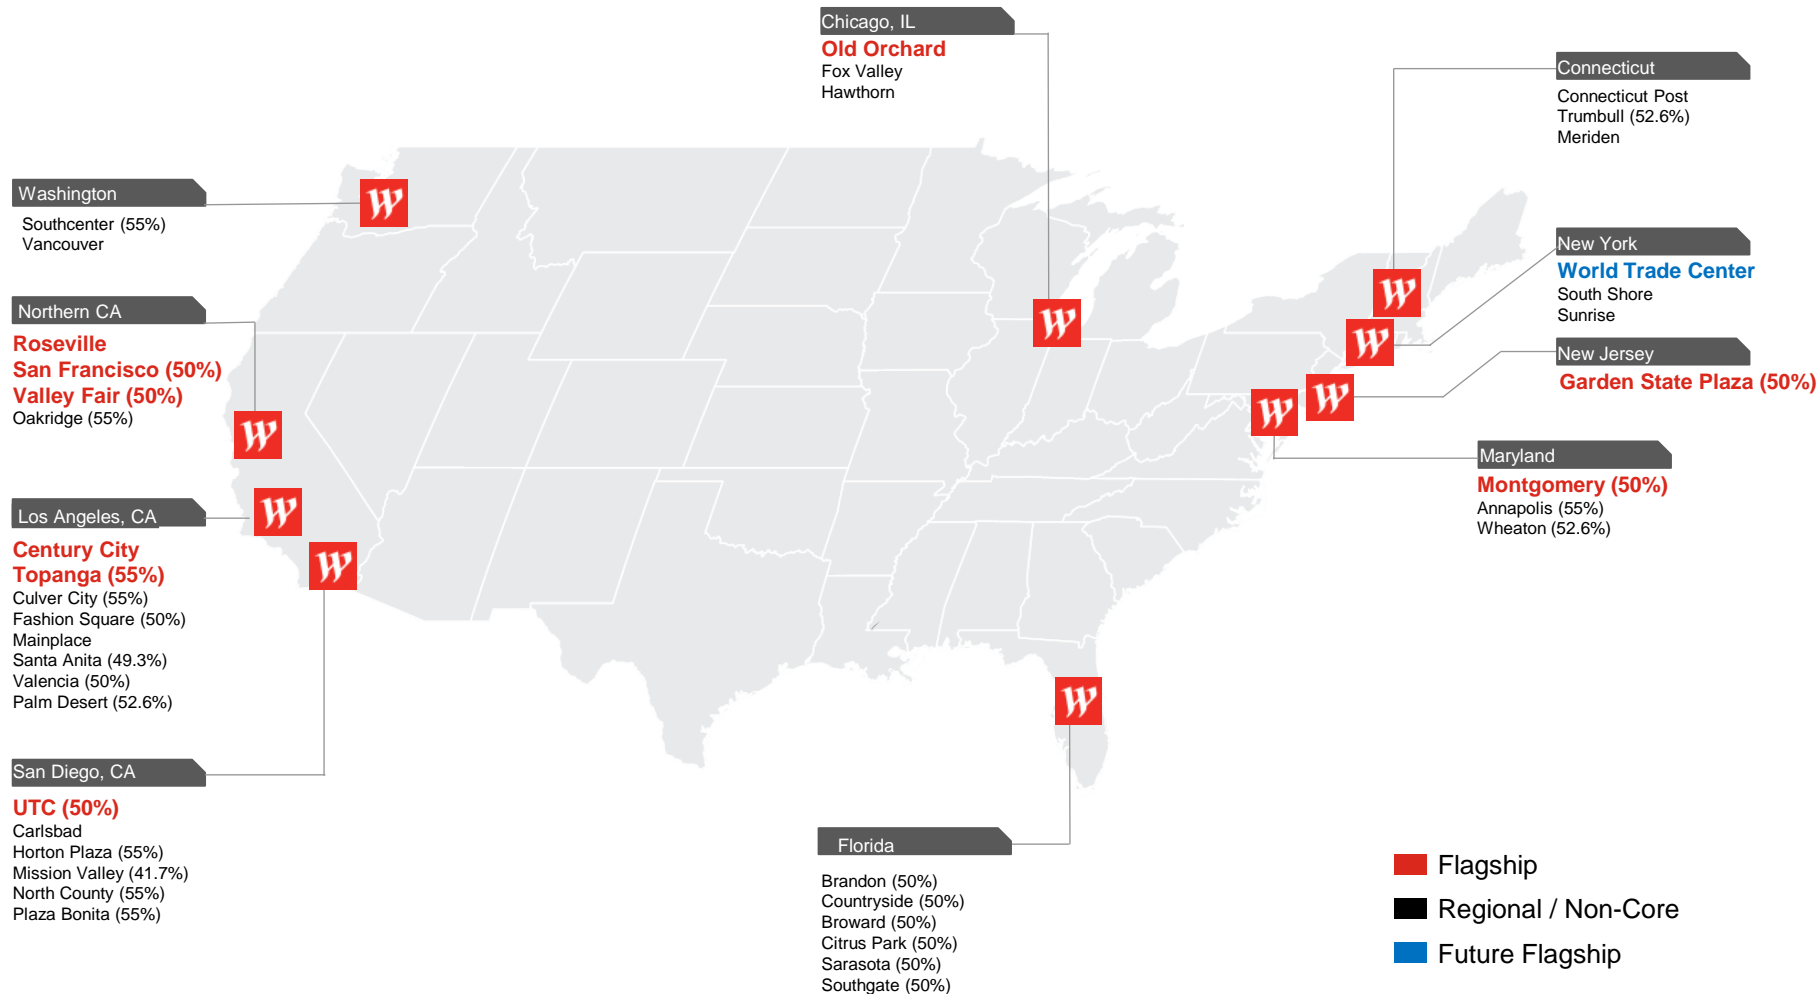 Chicago, IL
Old Orchard
Fox Valley
Hawthorn
Connecticut
Connecticut Post
Trumbull (52.6%)
Meriden
Washington
Southcenter (55%)
Vancouver
New York
World Trade Center
South Shore
Sunrise
Northern CA
Roseville
San Francisco (50%)
Valley Fair (50%)
Oakridge (55%)
New Jersey
Garden State Plaza (50%)
Maryland
Montgomery (50%)
Annapolis (55%)
Wheaton (52.6%)
Los Angeles, CA
Century City
Topanga (55%)
Culver City (55%)
Fashion Square (50%)
Mainplace
Santa Anita (49.3%)
Valencia (50%)
Palm Desert (52.6%)
San Diego, CA
UTC (50%)
Carlsbad
Horton Plaza (55%)
Mission Valley (41.7%)
North County (55%)
Plaza Bonita (55%)
Florida
Brandon (50%)
Countryside (50%)
Broward (50%)
Citrus Park (50%)
Sarasota (50%)
Southgate (50%)
Flagship
Regional / Non-Core
Future Flagship
W
W
W
W
W
W
W
W
W
W